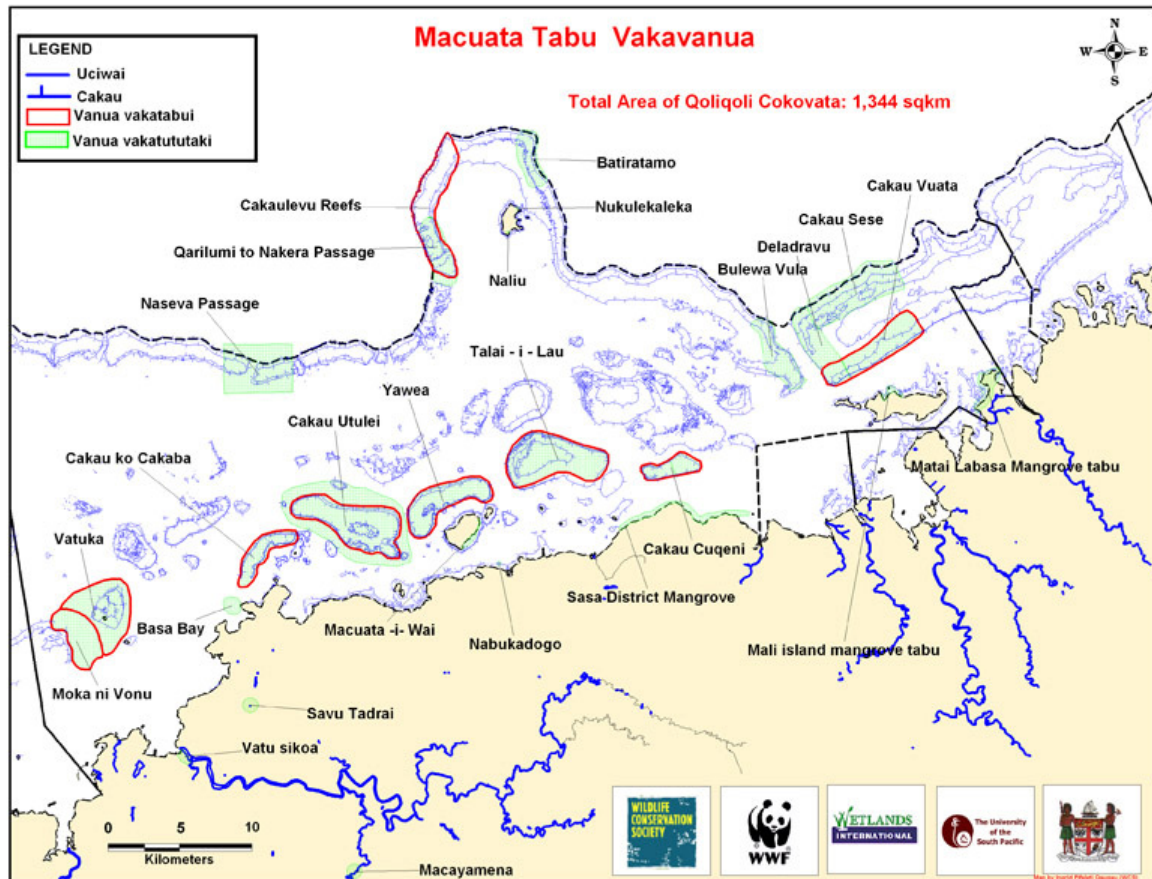 Macuata Tabu Vakavanua
N
W E
S
LEGEND
Uciwai
Cakau
Vanua vakatabui
Vanua vakatututaki
Total Area of Qoliqoli Cokovata: 1,344 sqkm
Batiratamo
Cakau Vuata
Cakaulevu Reefs
Nukulekaleka
Cakau Sese
Qarilumi to Nakera Passage
Deladravu
Naliu
Bulewa Vula
Naseva Passage
Talai - i - Lau
Yawea
Cakau Utulei
Cakau ko Cakaba
Matai Labasa Mangrove tabu
Vatuka
Cakau Cuqeni
Sasa District Mangrove
Basa Bay
Macuata -i- Wai
Nabukadogo
Mali island mangrove tabu
Moka ni Vonu
Savu Tadrai
Vatu sikoa
0 5 10
Kilometers
Macayamena
WILDLIFE
CONSERVATION
SOCIETY
WWF
WETLANDS
INTERNATIONAL
The University
of the
South Pacific